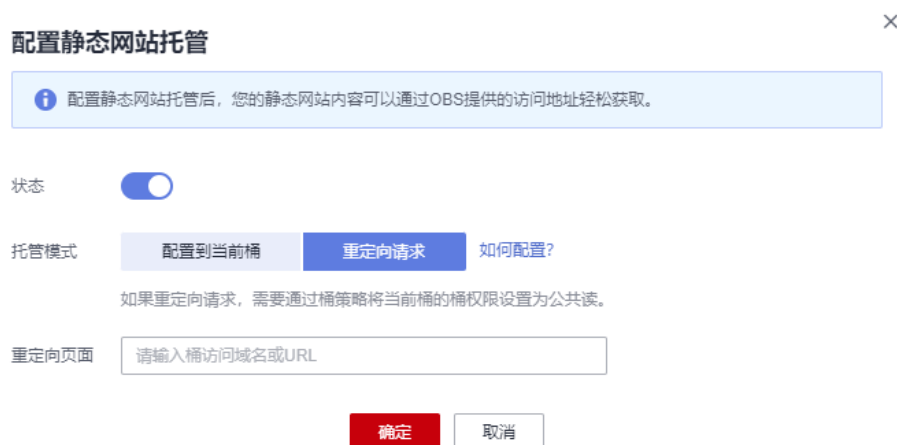 配置静态网站托管
配置静态网站托管后，您的静态网站内容可以通过OBS提供的访问地址轻松获取。
状态
托管模式 配置到当前桶 重定向请求 如何配置?
如果重定向请求，需要通过桶策略将当前桶的桶权限设置为公共读。
重定向页面 请输入桶访问域名或URL
确定 取消